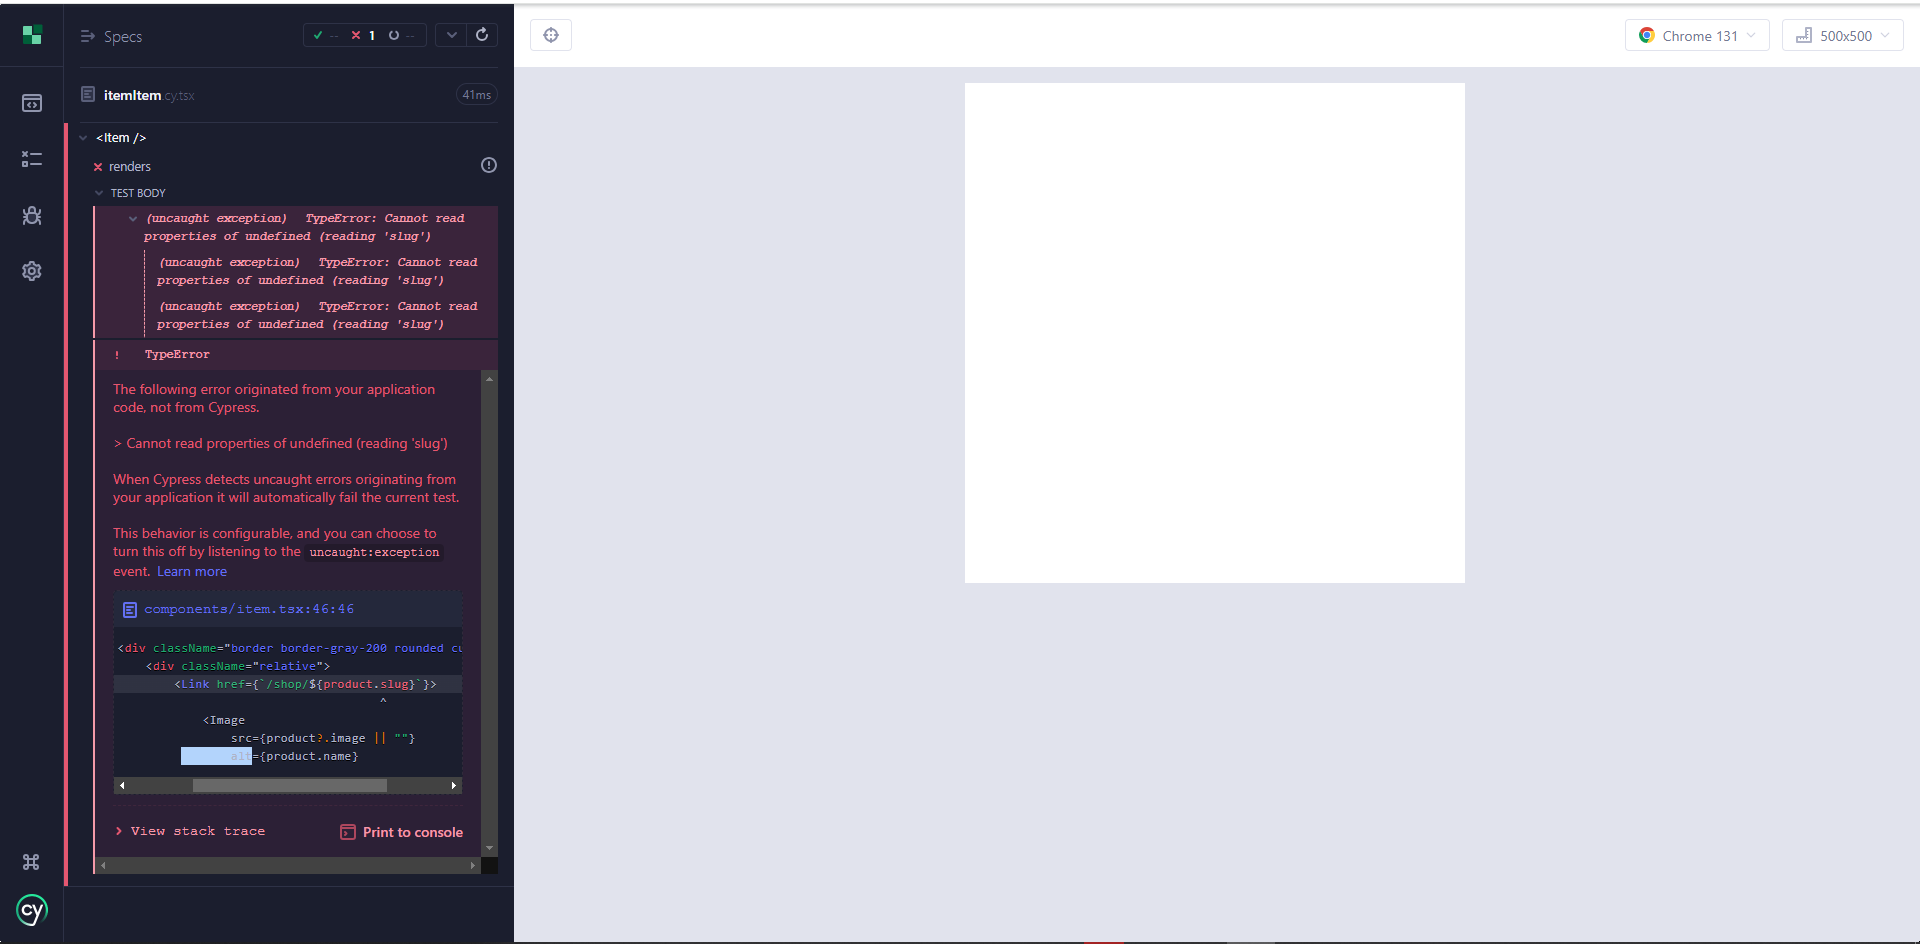 Specs
-- 1 --
itemItem.cy.tsx
41ms
<Item />
renders
TEST BODY
(uncaught exception) TypeError: Cannot read
properties of undefined (reading 'slug')
(uncaught exception) TypeError: Cannot read
properties of undefined (reading 'slug')
(uncaught exception) TypeError: Cannot read
properties of undefined (reading 'slug')
! TypeError
The following error originated from your application
code, not from Cypress.
> Cannot read properties of undefined (reading 'slug')
When Cypress detects uncaught errors originating from
your application it will automatically fail the current test.
This behavior is configurable, and you can choose to
turn this off by listening to the uncaught:exception
event. Learn more
components/item.tsx:46:46
<div className="border border-gray-200 rounded cu
<div className="relative">
<Link href={`/shop/${product.slug}`}>
^
<Image
src={product?.image || ""}
alt={product.name}
View stack trace
Print to console
cy
Chrome 131
500x500